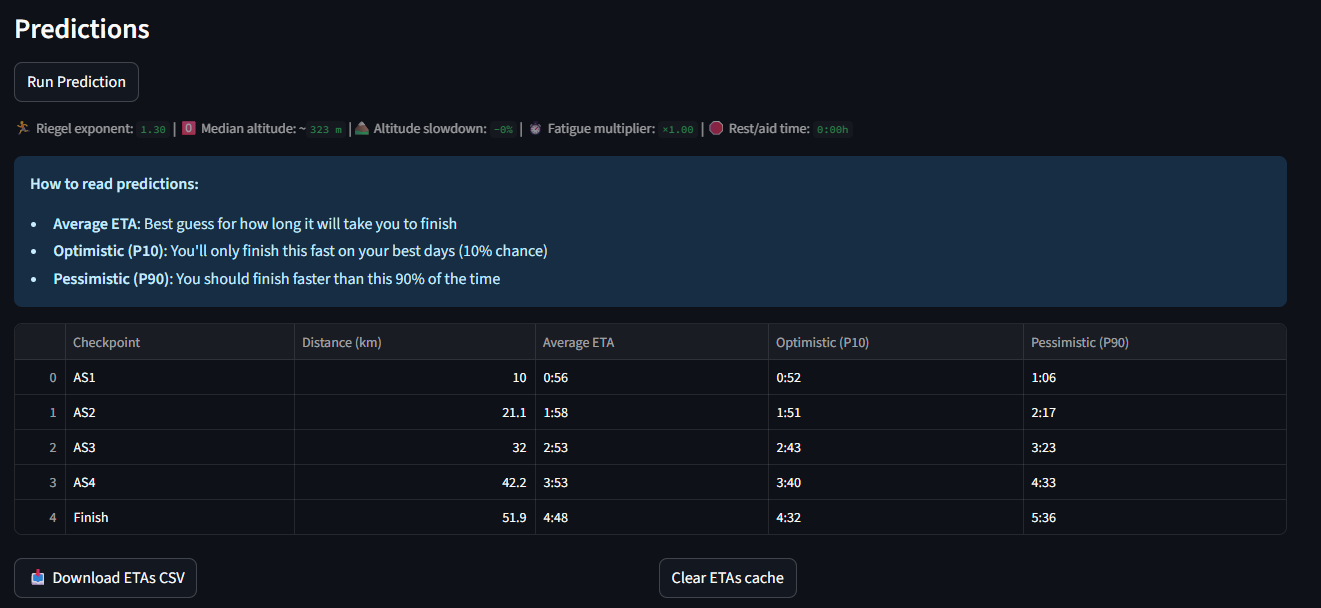 Predictions
Run Prediction
🏃 Riegel exponent: 1.30 | Median altitude: ~ 323 m | Altitude slowdown: −0% | Fatigue multiplier: ×1.00 | Rest/aid time: 0:00h
How to read predictions:
• Average ETA: Best guess for how long it will take you to finish
• Optimistic (P10): You'll only finish this fast on your best days (10% chance)
• Pessimistic (P90): You should finish faster than this 90% of the time
Checkpoint Distance (km) Average ETA Optimistic (P10) Pessimistic (P90)
0 AS1 10 0:56 0:52 1:06
1 AS2 21.1 1:58 1:51 2:17
2 AS3 32 2:53 2:43 3:23
3 AS4 42.2 3:53 3:40 4:33
4 Finish 51.9 4:48 4:32 5:36
Download ETAs CSV
Clear ETAs cache